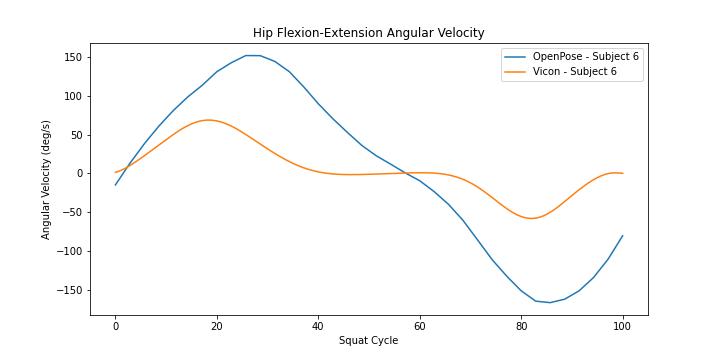 Hip Flexion-Extension Angular Velocity
OpenPose - Subject 6
Vicon - Subject 6
Angular Velocity (deg/s)
150
100
50
0
−50
−100
−150
0 20 40 60 80 100
Squat Cycle